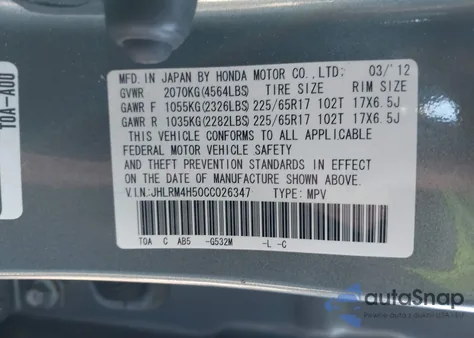 TOA-A00
MFD. IN JAPAN BY HONDA MOTOR CO., LTD. 03/'12
GVWR 2070KG(4564LBS) TIRE SIZE RIM SIZE
GAWR F 1055KG(2326LBS) 225/65R17 102T 17X6.5J
GAWR R 1035KG(2282LBS) 225/65R17 102T 17X6.5J
THIS VEHICLE CONFORMS TO ALL APPLICABLE
FEDERAL MOTOR VEHICLE SAFETY
AND THEFT PREVENTION STANDARDS IN EFFECT
ON THE DATE OF MANUFACTURE SHOWN ABOVE.
V.I.N.:JHLRM4H50CC026347 TYPE: MPV
TOA C AB5 -G532M -L -C
autoSnap